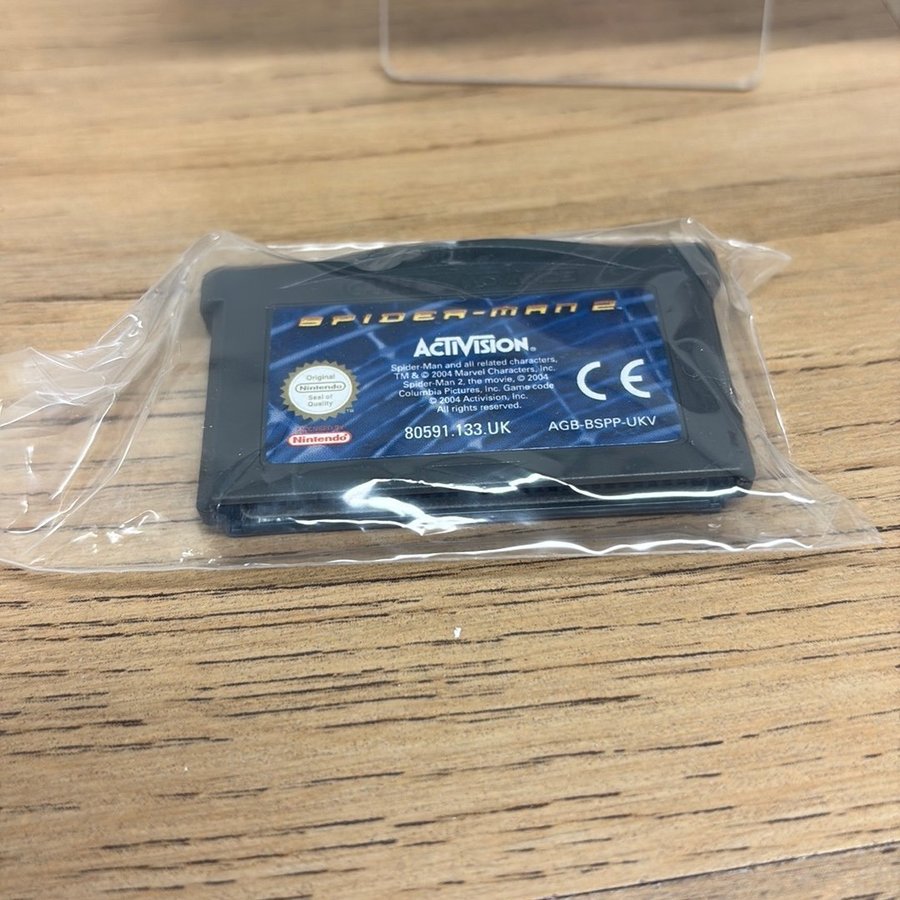 SPIDER-MAN 2
ACTIVISION®
Spider-Man and all related characters,
TM & © 2004 Marvel Characters, Inc.
Spider-Man 2, the movie, © 2004
Columbia Pictures, Inc. Game code
© 2004 Activision, Inc.
All rights reserved.
CE
Original
Nintendo
Seal of
Quality
TM
Nintendo®
80591.133.UK
AGB-BSPP-UKV